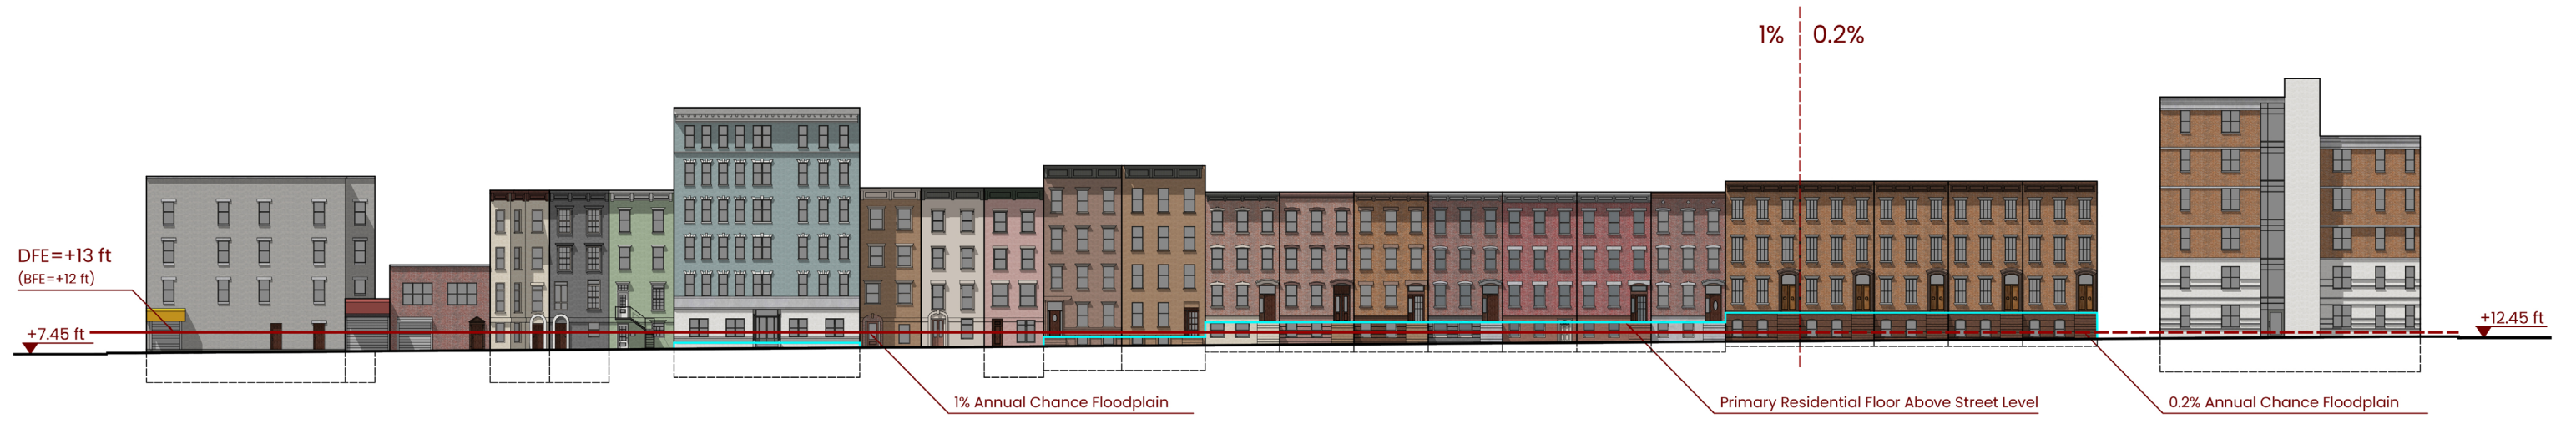 1%
0.2%
DFE=+13 ft
(BFE=+12 ft)
+7.45 ft
+12.45 ft
1% Annual Chance Floodplain
Primary Residential Floor Above Street Level
0.2% Annual Chance Floodplain